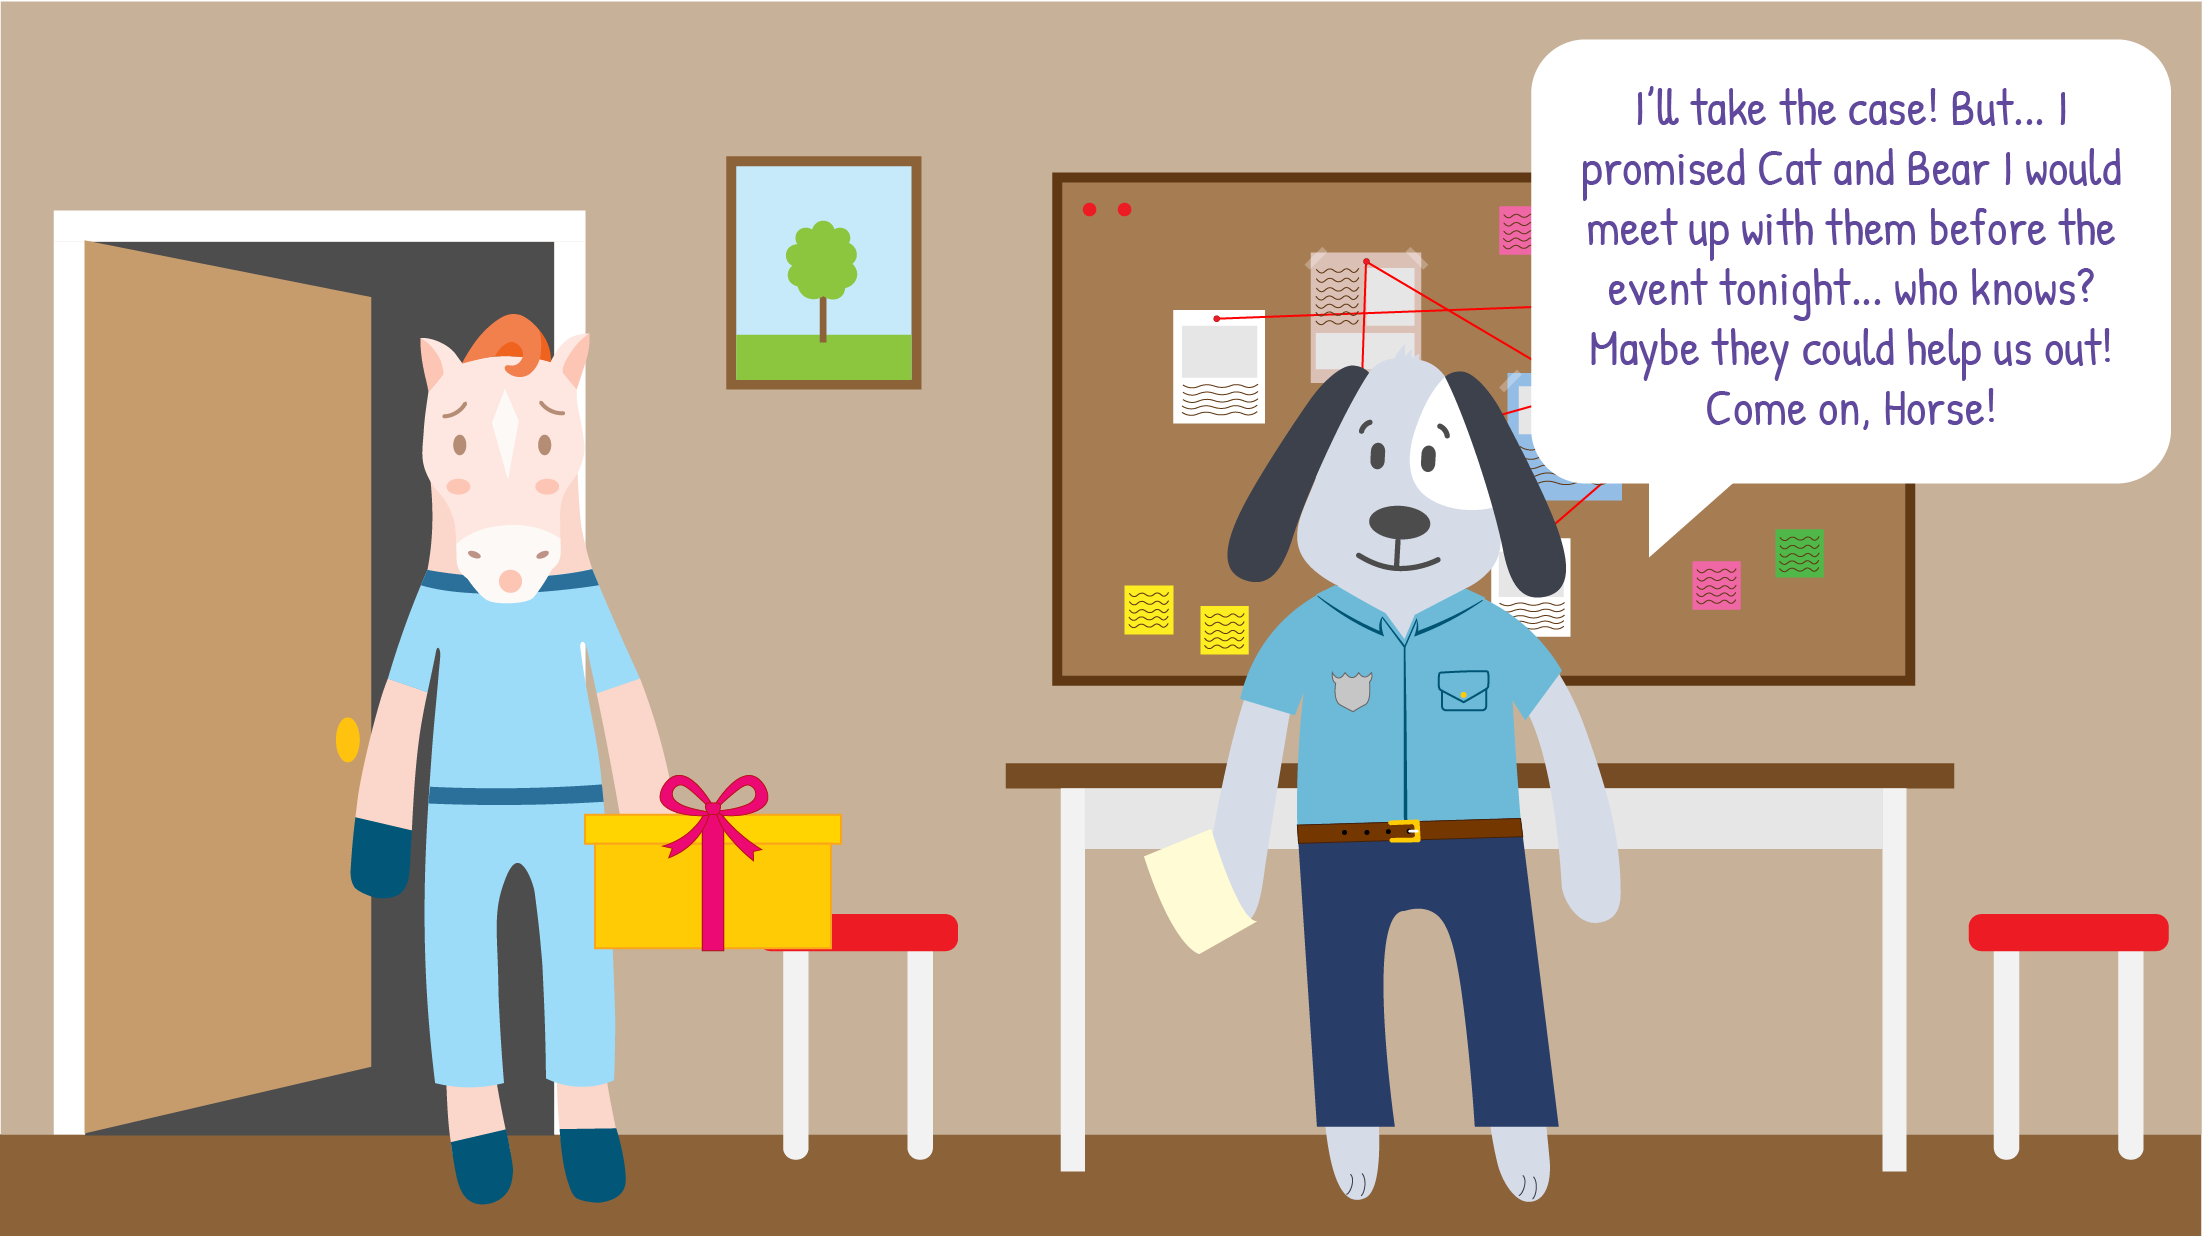 I'll take the case! But... I
promised Cat and Bear I would
meet up with them before the
event tonight... who knows?
Maybe they could help us out!
Come on, Horse!